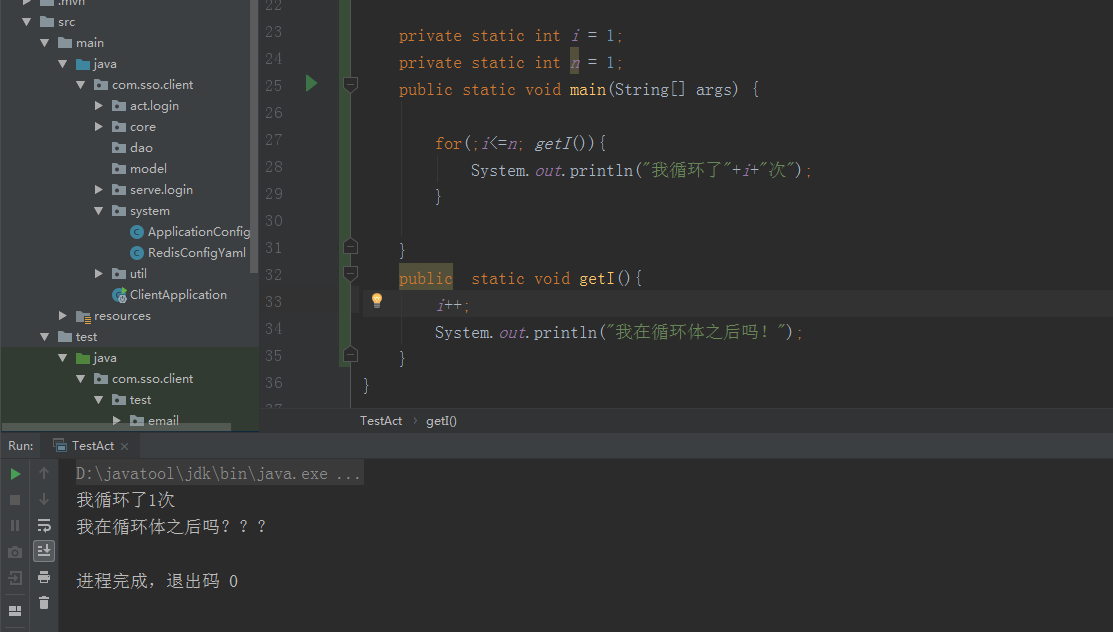 .mvn
src
main
java
com.sso.client
act.login
core
dao
model
serve.login
system
ApplicationConfig
RedisConfigYaml
util
ClientApplication
resources
test
java
com.sso.client
test
email
22
23 private static int i = 1;
24 private static int n = 1;
25 public static void main(String[] args) {
26
27 for(;i<=n; getI()){
28 System.out.println("我循环了"+i+"次");
29 }
30
31 }
32 public static void getI(){
33 i++;
34 System.out.println("我在循环体之后吗! ");
35 }
36 }
TestAct › getI()
Run: TestAct ×
D:\javatool\jdk\bin\java.exe ...
我循环了1次
我在循环体之后吗? ? ?
进程完成, 退出码 0